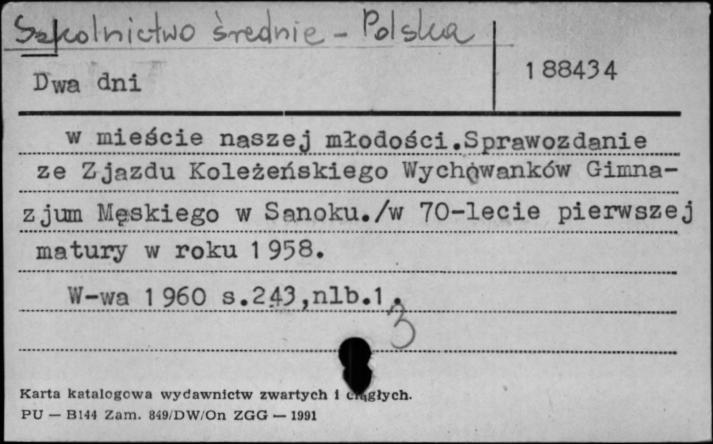 Szkolnictwo średnie - Polska
Dwa dni
188434
w mieście naszej młodości.Sprawozdanie
ze Zjazdu Koleżeńskiego Wychowanków Gimna-
zjum Męskiego w Sanoku./w 70-lecie pierwszej
matury w roku 1958.
W-wa 1960 s.243,nlb.1.
3
Karta katalogowa wydawnictw zwartych i ciągłych.
PU — B144 Zam. 849/DW/On ZGG — 1991